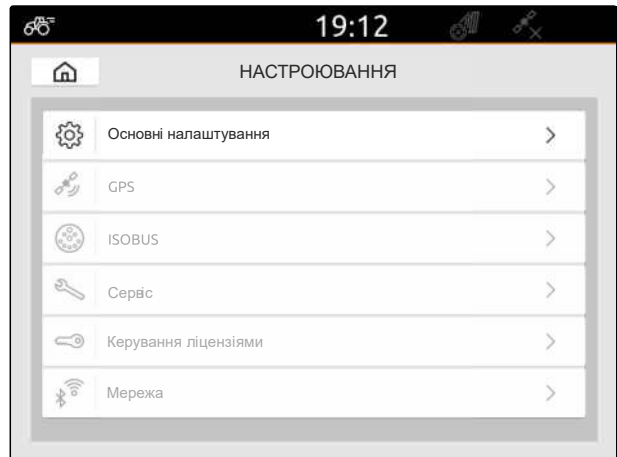 19:12
НАСТРОЮВАННЯ
Основні налаштування
GPS
ISOBUS
Сервіс
Керування ліцензіями
Мережа